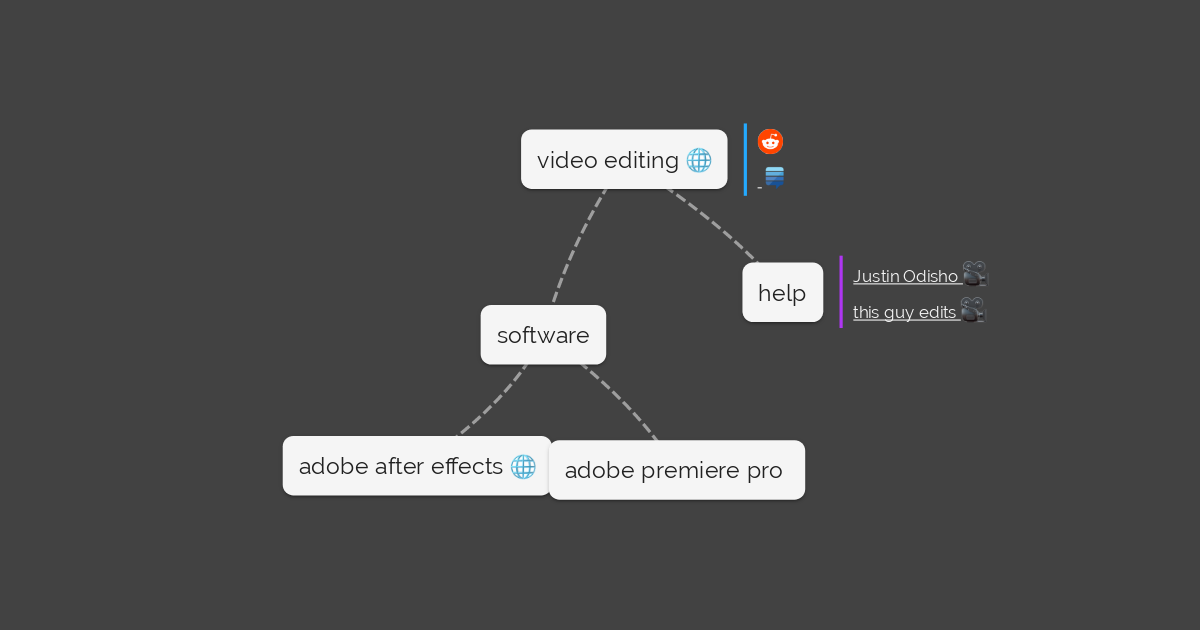 video editing
help
Justin Odisho
this guy edits
software
adobe after effects
adobe premiere pro